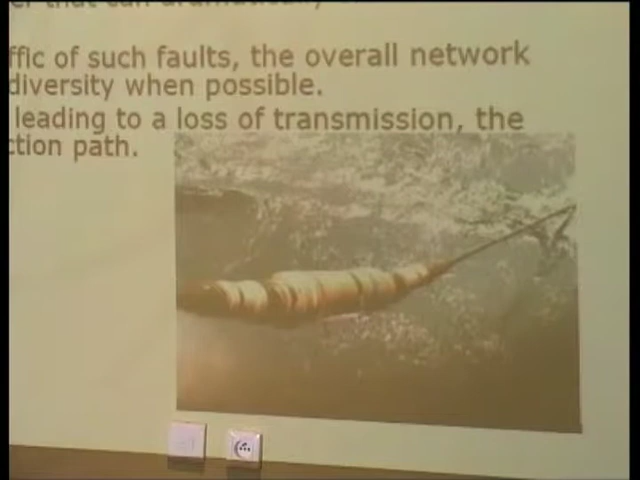 ffic of such faults, the overall network
diversity when possible.
leading to a loss of transmission, the
ction path.